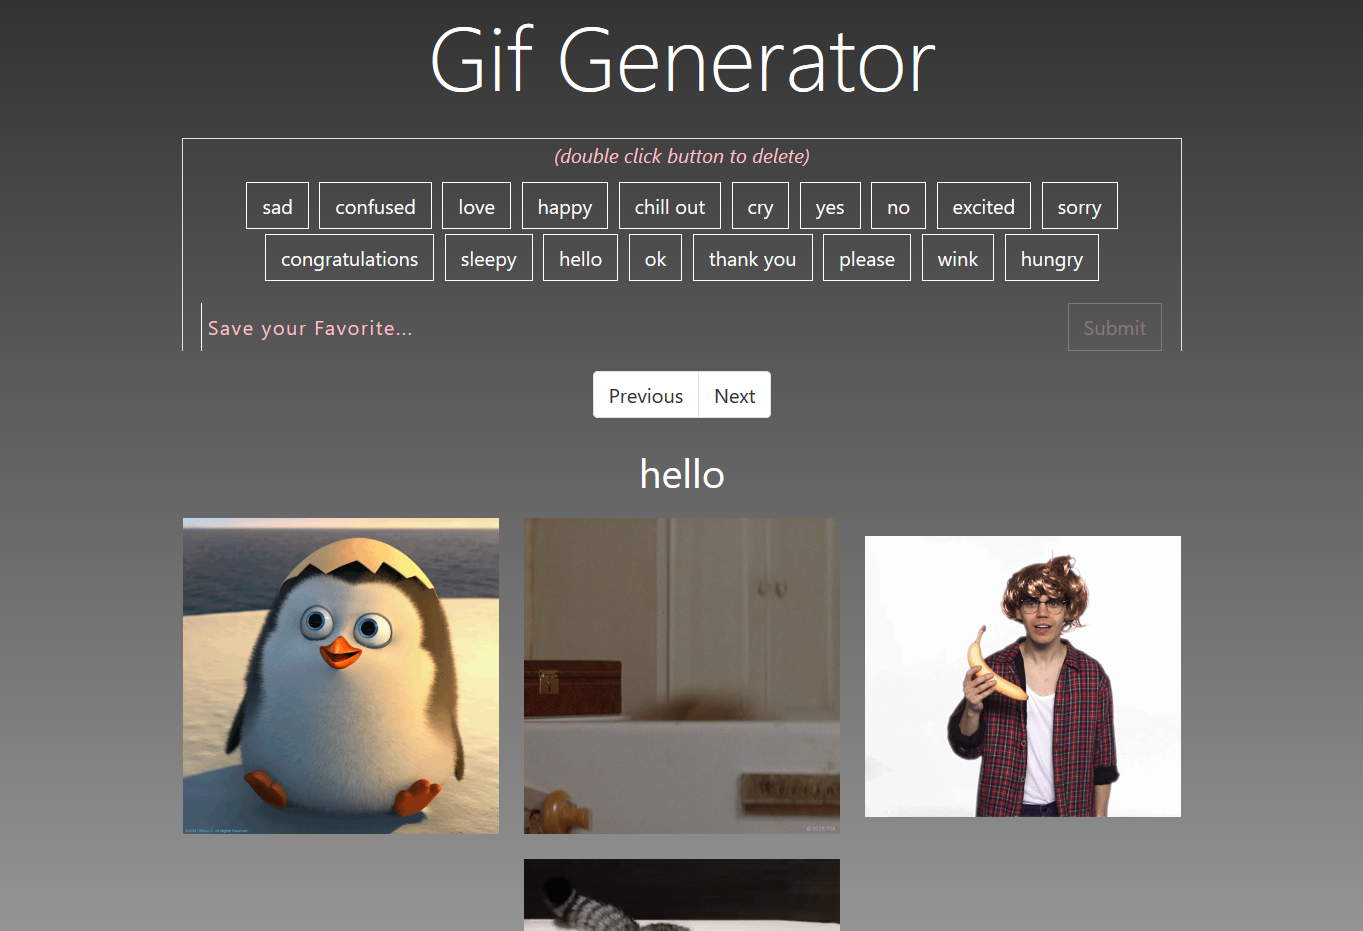 Gif Generator
(double click button to delete)
sad confused love happy chill out cry yes no excited sorry
congratulations sleepy hello ok thank you please wink hungry
Save your Favorite... Submit
Previous Next
hello